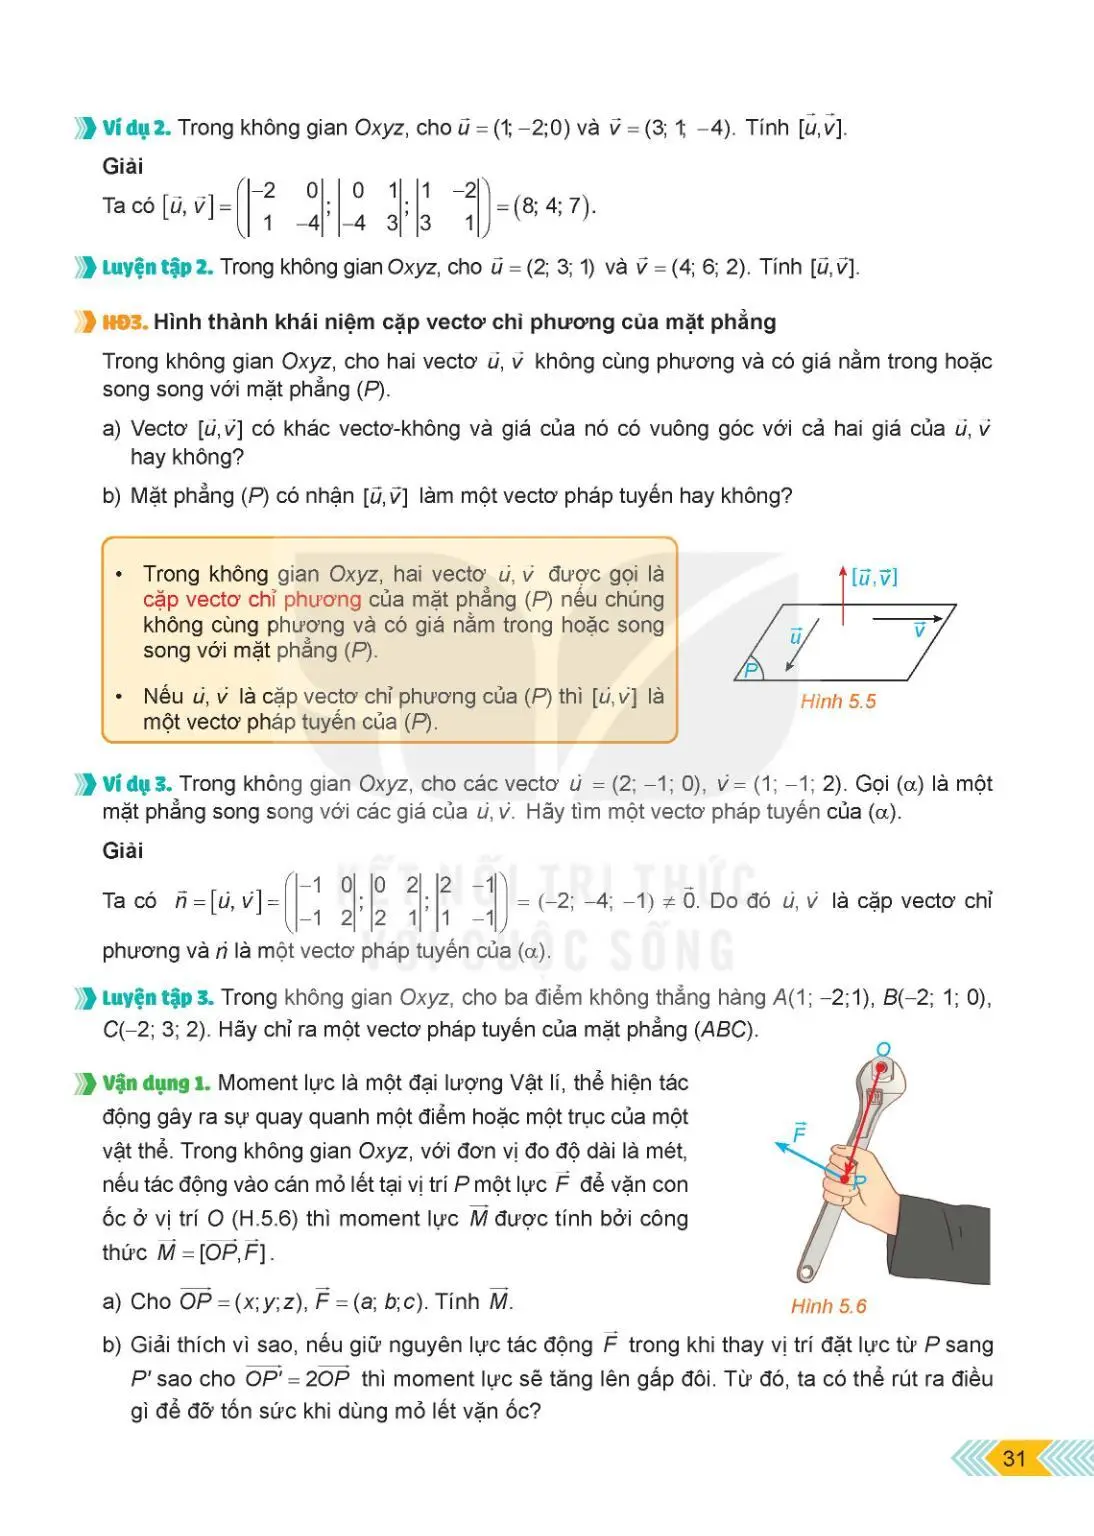 Ví dụ 2. Trong không gian Oxyz, cho u⃗ = (1; −2;0) và v⃗ = (3; 1; −4). Tính [u⃗,v⃗].
Giải
Ta có [u⃗, v⃗] = (|−2 0; 1 −4|; |0 1; −4 3|; |1 −2; 3 1|) = (8; 4; 7).
Luyện tập 2. Trong không gian Oxyz, cho u⃗ = (2; 3; 1) và v⃗ = (4; 6; 2). Tính [u⃗,v⃗].
HĐ3. Hình thành khái niệm cặp vectơ chỉ phương của mặt phẳng
Trong không gian Oxyz, cho hai vectơ u⃗, v⃗ không cùng phương và có giá nằm trong hoặc
song song với mặt phẳng (P).
a) Vectơ [u⃗,v⃗] có khác vectơ-không và giá của nó có vuông góc với cả hai giá của u⃗, v⃗
hay không?
b) Mặt phẳng (P) có nhận [u⃗,v⃗] làm một vectơ pháp tuyến hay không?
• Trong không gian Oxyz, hai vectơ u⃗, v⃗ được gọi là
cặp vectơ chỉ phương của mặt phẳng (P) nếu chúng
không cùng phương và có giá nằm trong hoặc song
song với mặt phẳng (P).
• Nếu u⃗, v⃗ là cặp vectơ chỉ phương của (P) thì [u⃗,v⃗] là
một vectơ pháp tuyến của (P).
[u⃗,v⃗]
u⃗
v⃗
P
Hình 5.5
Ví dụ 3. Trong không gian Oxyz, cho các vectơ u⃗ = (2; −1; 0), v⃗ = (1; −1; 2). Gọi (α) là một
mặt phẳng song song với các giá của u⃗, v⃗. Hãy tìm một vectơ pháp tuyến của (α).
Giải
Ta có n⃗ = [u⃗, v⃗] = (|−1 0; −1 2|; |0 2; 2 1|; |2 −1; 1 −1|) = (−2; −4; −1) ≠ 0⃗. Do đó u⃗, v⃗ là cặp vectơ chỉ
phương và n⃗ là một vectơ pháp tuyến của (α).
KẾT NỐI TRI THỨC
VỚI CUỘC SỐNG
Luyện tập 3. Trong không gian Oxyz, cho ba điểm không thẳng hàng A(1; −2;1), B(−2; 1; 0),
C(−2; 3; 2). Hãy chỉ ra một vectơ pháp tuyến của mặt phẳng (ABC).
Vận dụng 1. Moment lực là một đại lượng Vật lí, thể hiện tác
động gây ra sự quay quanh một điểm hoặc một trục của một
vật thể. Trong không gian Oxyz, với đơn vị đo độ dài là mét,
nếu tác động vào cán mỏ lết tại vị trí P một lực F⃗ để vặn con
ốc ở vị trí O (H.5.6) thì moment lực M⃗ được tính bởi công
thức M⃗ = [OP⃗,F⃗].
O
F⃗
P
Hình 5.6
a) Cho OP⃗ = (x; y; z), F⃗ = (a; b;c). Tính M⃗.
b) Giải thích vì sao, nếu giữ nguyên lực tác động F⃗ trong khi thay vị trí đặt lực từ P sang
P' sao cho OP'⃗ = 2OP⃗ thì moment lực sẽ tăng lên gấp đôi. Từ đó, ta có thể rút ra điều
gì để đỡ tốn sức khi dùng mỏ lết vặn ốc?
31